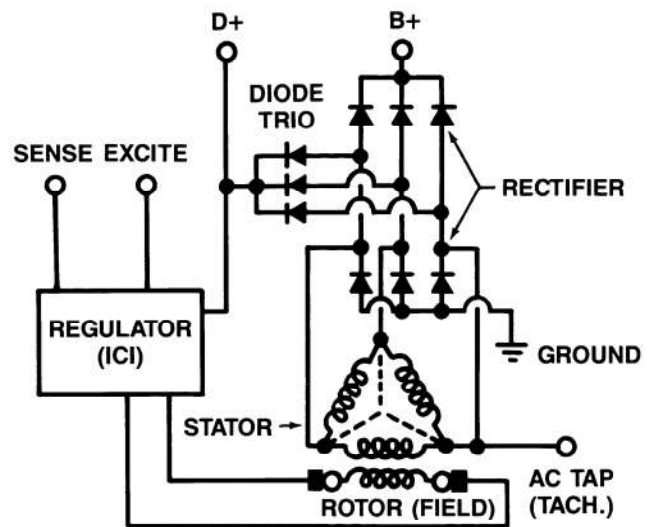 D+
B+
DIODE
TRIO
SENSE EXCITE
RECTIFIER
REGULATOR
(ICI)
GROUND
STATOR
AC TAP
(TACH.)
ROTOR (FIELD)